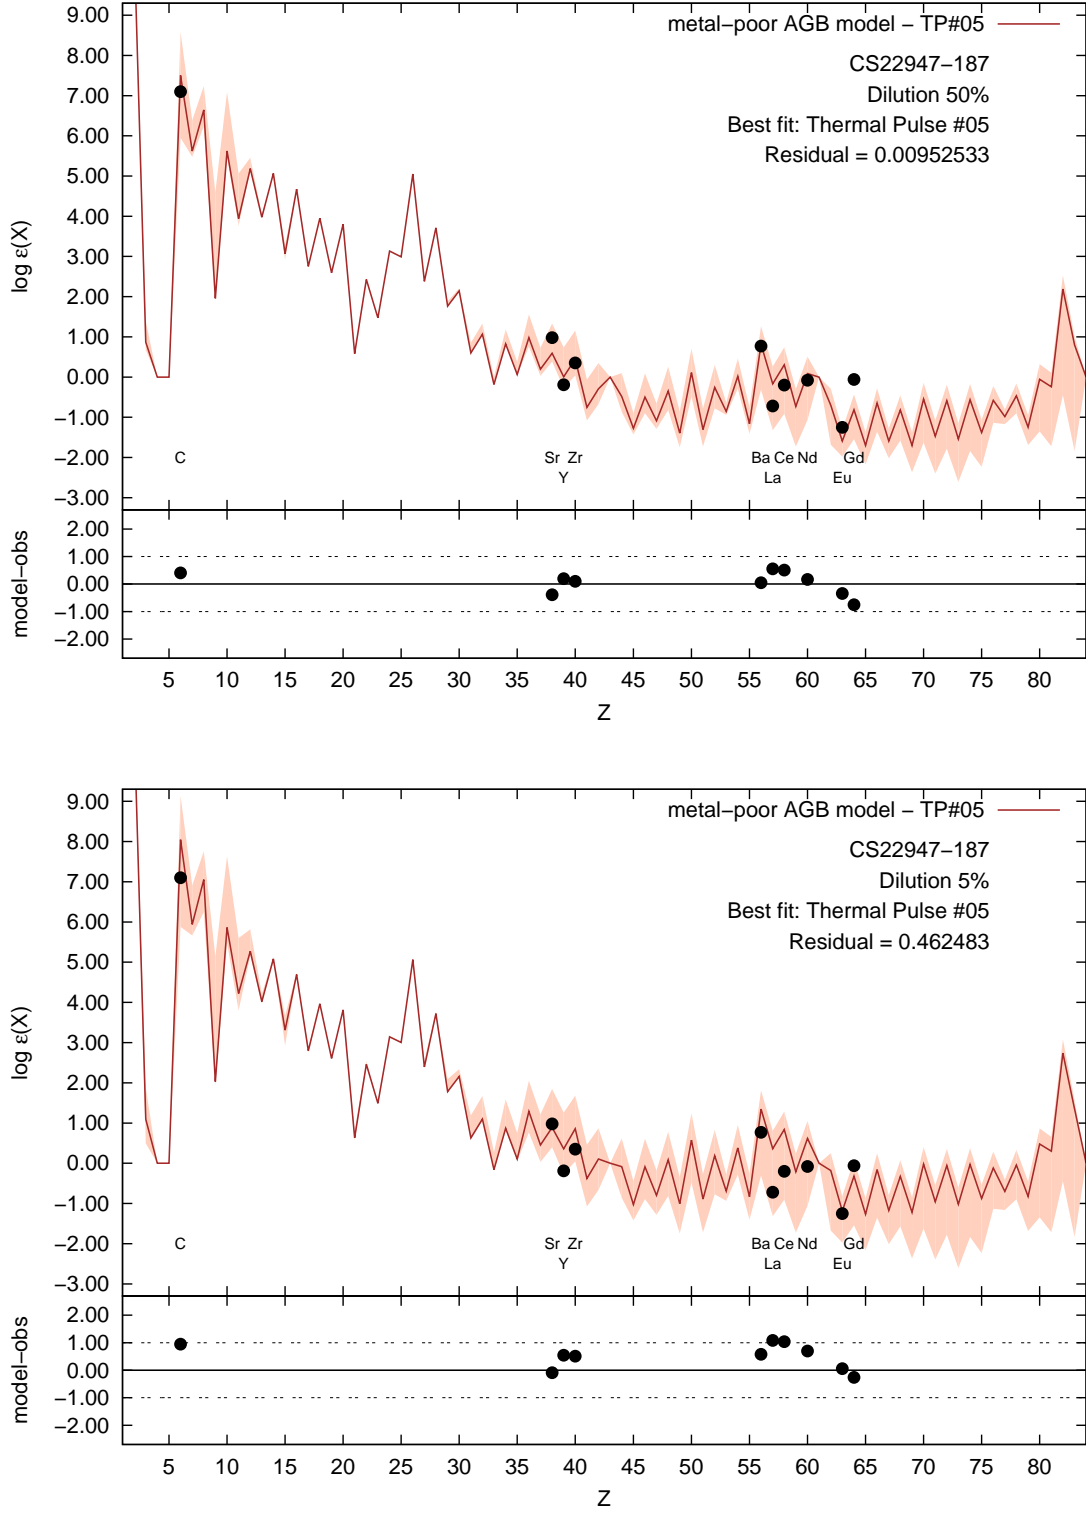 metal−poor AGB model − TP#05
CS22947−187
Dilution 50%
Best fit: Thermal Pulse #05
Residual = 0.00952533
log ε(X)
9.00
8.00
7.00
6.00
5.00
4.00
3.00
2.00
1.00
0.00
−1.00
−2.00
−3.00
C
Sr Zr
Y
Ba Ce Nd
La
Gd
Eu
model−obs
2.00
1.00
0.00
−1.00
−2.00
5 10 15 20 25 30 35 40 45 50 55 60 65 70 75 80
Z
metal−poor AGB model − TP#05
CS22947−187
Dilution 5%
Best fit: Thermal Pulse #05
Residual = 0.462483
log ε(X)
9.00
8.00
7.00
6.00
5.00
4.00
3.00
2.00
1.00
0.00
−1.00
−2.00
−3.00
C
Sr Zr
Y
Ba Ce Nd
La
Gd
Eu
model−obs
2.00
1.00
0.00
−1.00
−2.00
5 10 15 20 25 30 35 40 45 50 55 60 65 70 75 80
Z